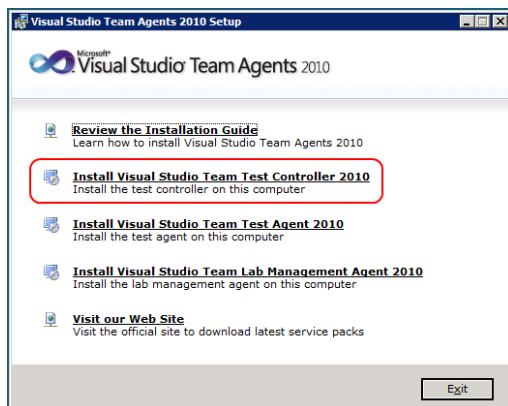 Visual Studio Team Agents 2010 Setup
Microsoft®
Visual Studio Team Agents 2010
Review the Installation Guide
Learn how to install Visual Studio Team Agents 2010
Install Visual Studio Team Test Controller 2010
Install the test controller on this computer
Install Visual Studio Team Test Agent 2010
Install the test agent on this computer
Install Visual Studio Team Lab Management Agent 2010
Install the lab management agent on this computer
Visit our Web Site
Visit the official site to download latest service packs
Exit